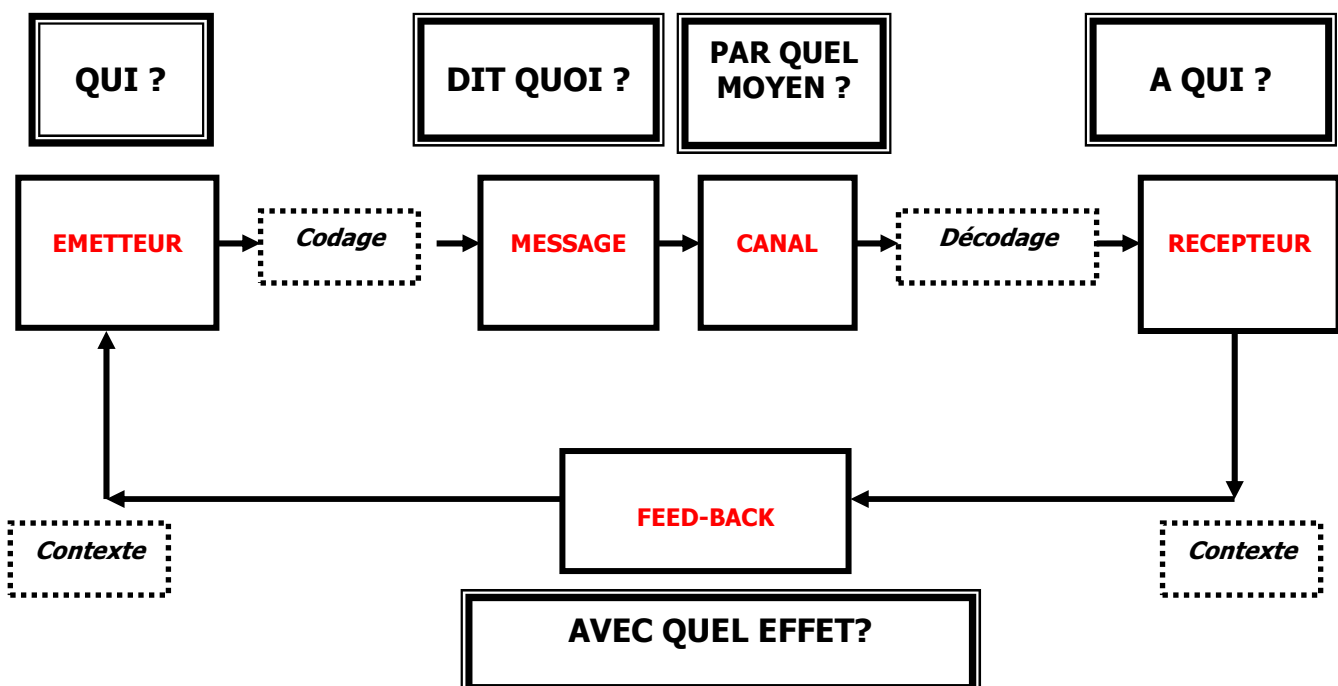 QUI ?
DIT QUOI ?
PAR QUEL
MOYEN ?
A QUI ?
EMETTEUR
Codage
MESSAGE
CANAL
Décodage
RECEPTEUR
FEED-BACK
Contexte
Contexte
AVEC QUEL EFFET?